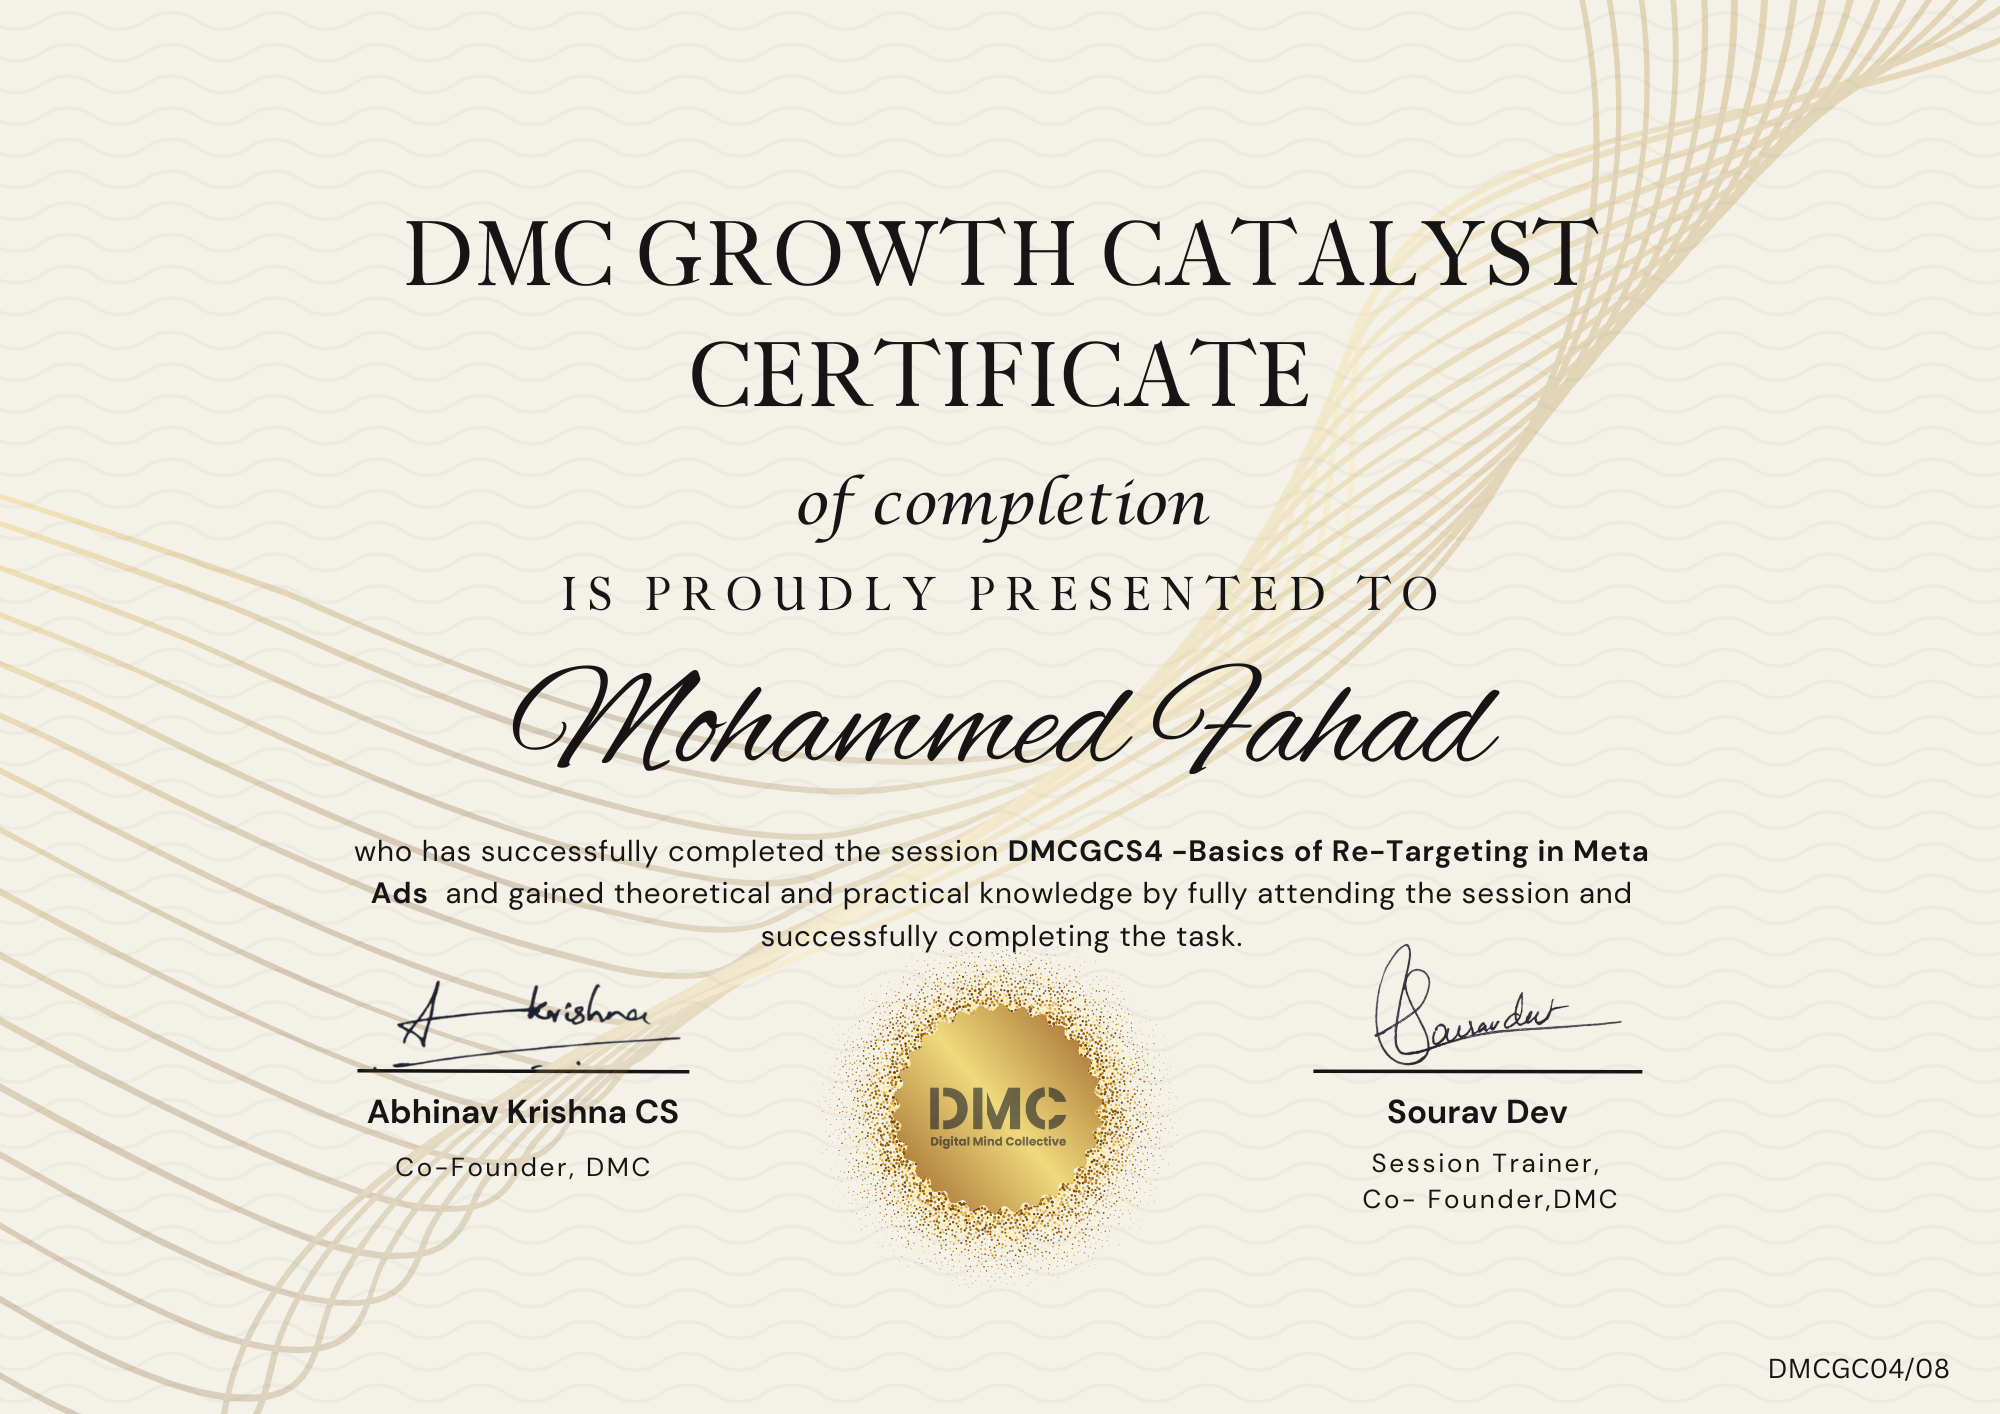 DMC GROWTH CATALYST
CERTIFICATE
of completion
IS PROUDLY PRESENTED TO
Mohammed Fahad
who has successfully completed the session DMCGCS4 -Basics of Re-Targeting in Meta
Ads and gained theoretical and practical knowledge by fully attending the session and
successfully completing the task.
A krishna
Souravdev
DMC
Digital Mind Collective
Abhinav Krishna CS
Co-Founder, DMC
Sourav Dev
Session Trainer,
Co- Founder,DMC
DMCGC04/08